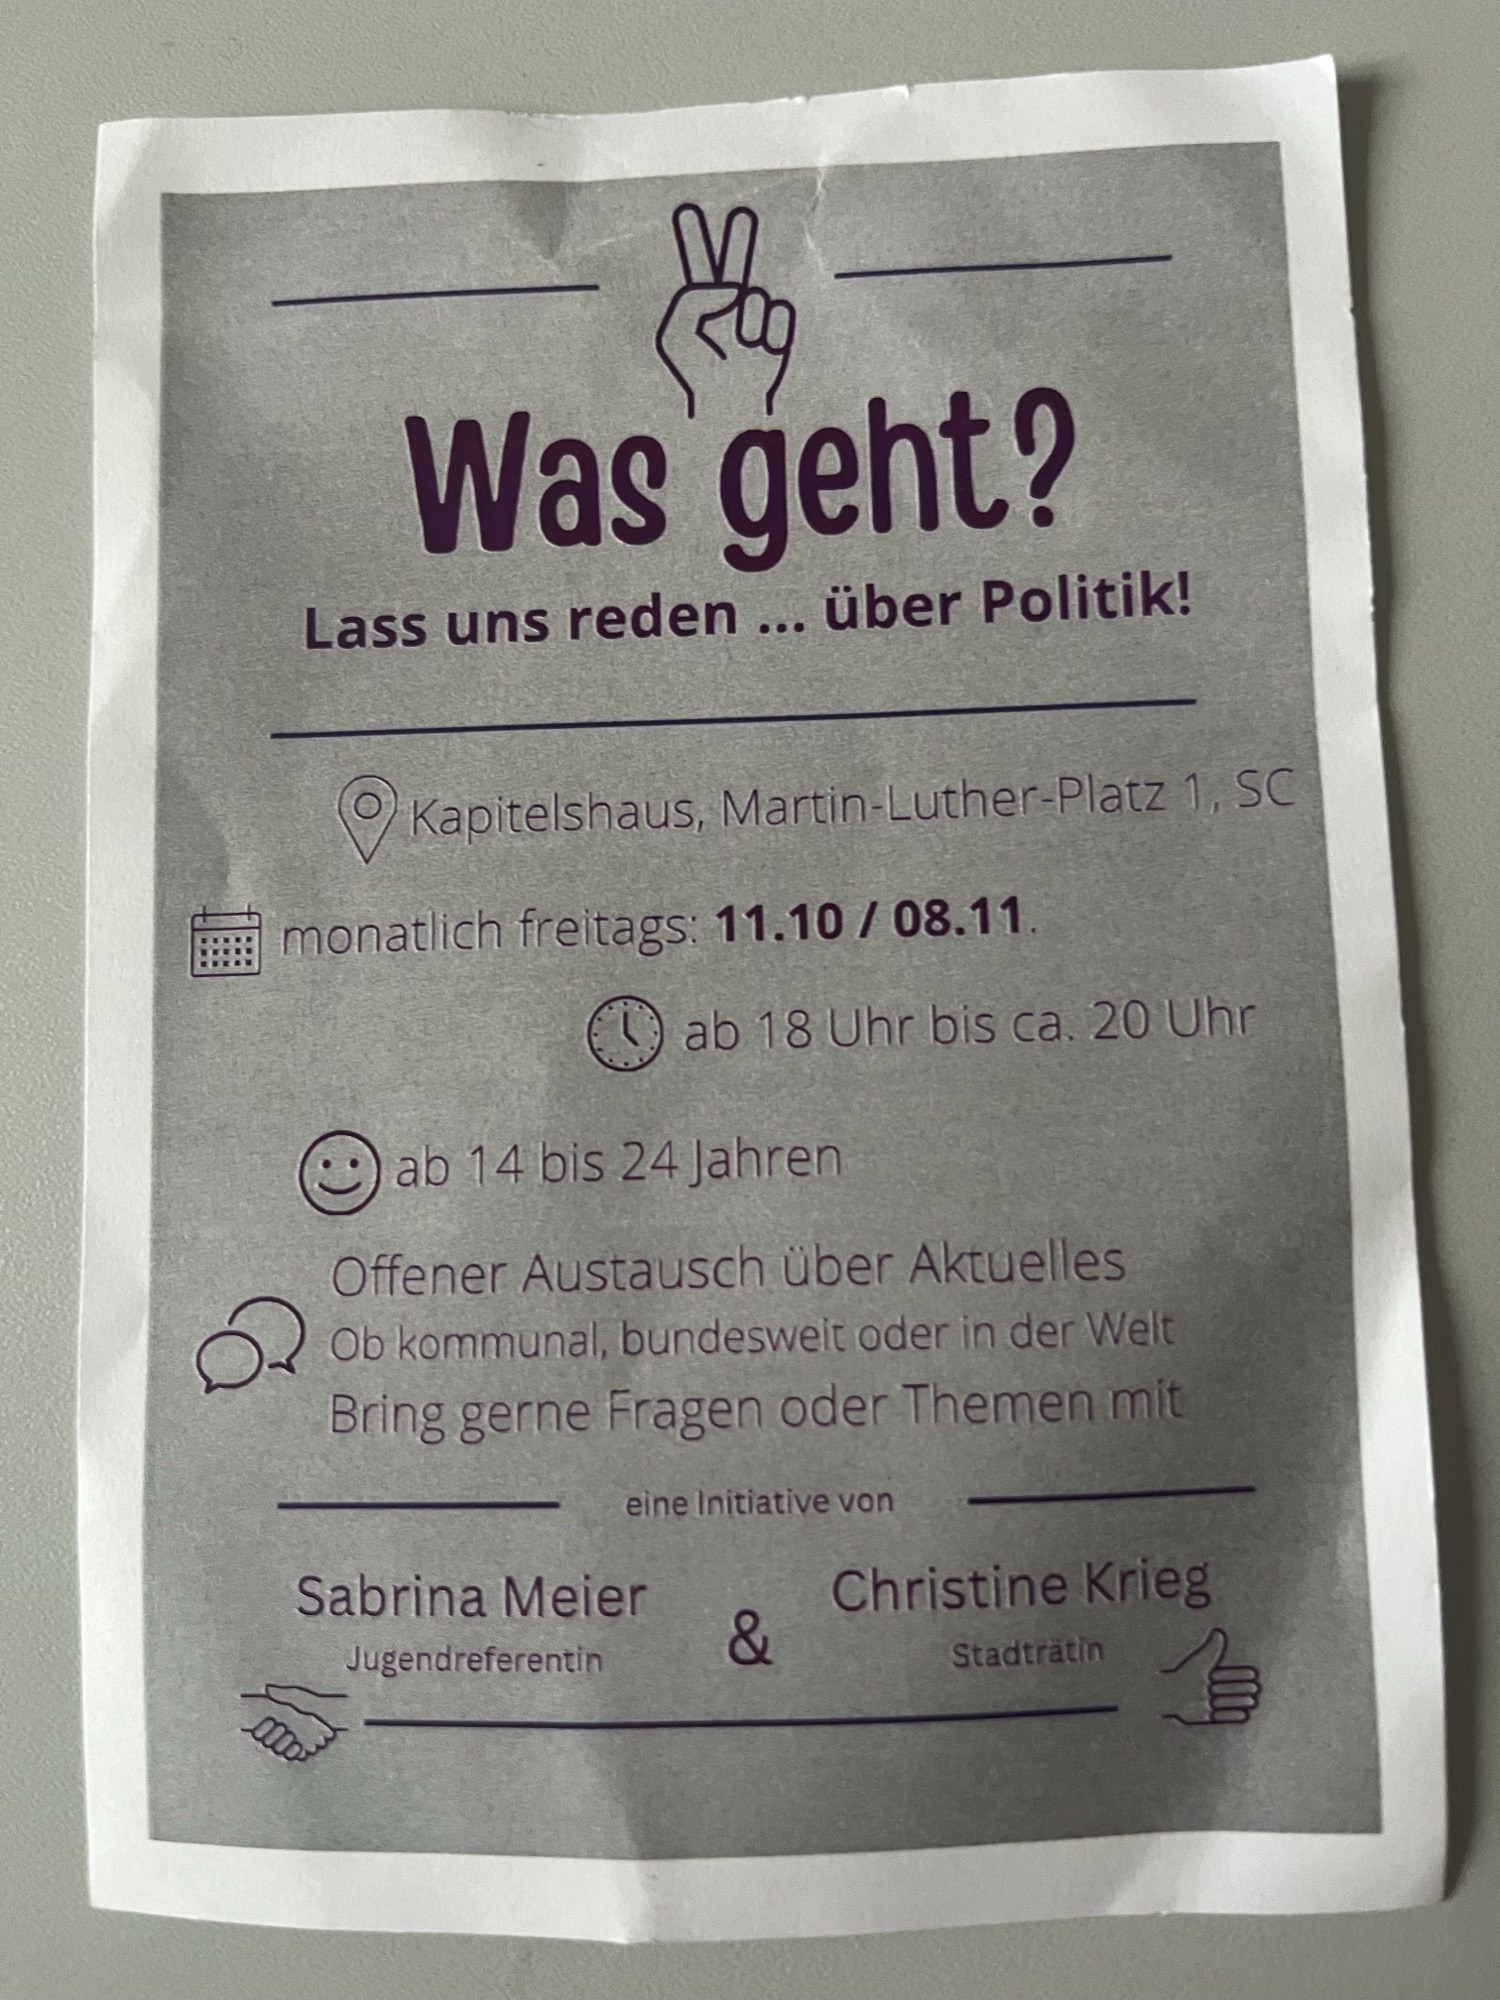 Was geht?
Lass uns reden ... über Politik!
Kapitelshaus, Martin-Luther-Platz 1, SC
monatlich freitags: 11.10 / 08.11.
ab 18 Uhr bis ca. 20 Uhr
ab 14 bis 24 Jahren
Offener Austausch über Aktuelles
Ob kommunal, bundesweit oder in der Welt
Bring gerne Fragen oder Themen mit
eine Initiative von
Sabrina Meier & Christine Krieg
Jugendreferentin Stadträtin